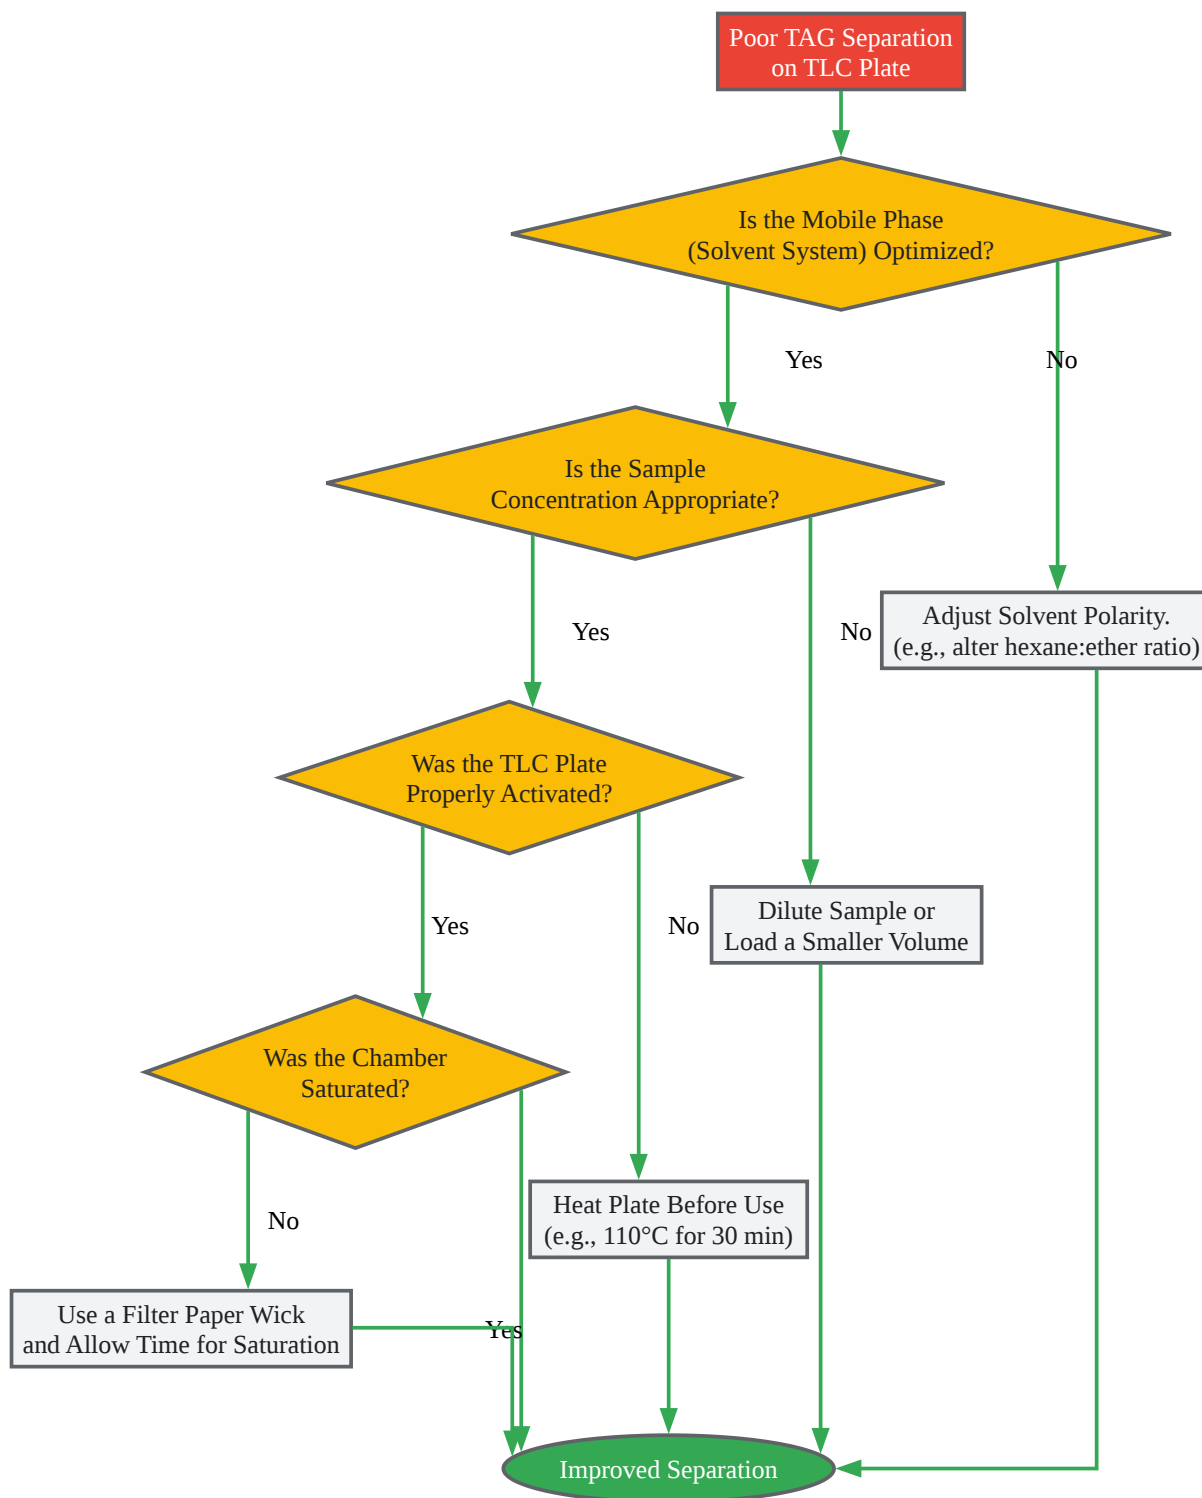 Poor TAG Separation
on TLC Plate
Is the Mobile Phase
(Solvent System) Optimized?
Yes
No
Is the Sample
Concentration Appropriate?
Yes
No
Adjust Solvent Polarity.
(e.g., alter hexane:ether ratio)
Was the TLC Plate
Properly Activated?
Yes
No
Dilute Sample or
Load a Smaller Volume
Was the Chamber
Saturated?
No
Heat Plate Before Use
(e.g., 110°C for 30 min)
Use a Filter Paper Wick
and Allow Time for Saturation
Yes
Improved Separation